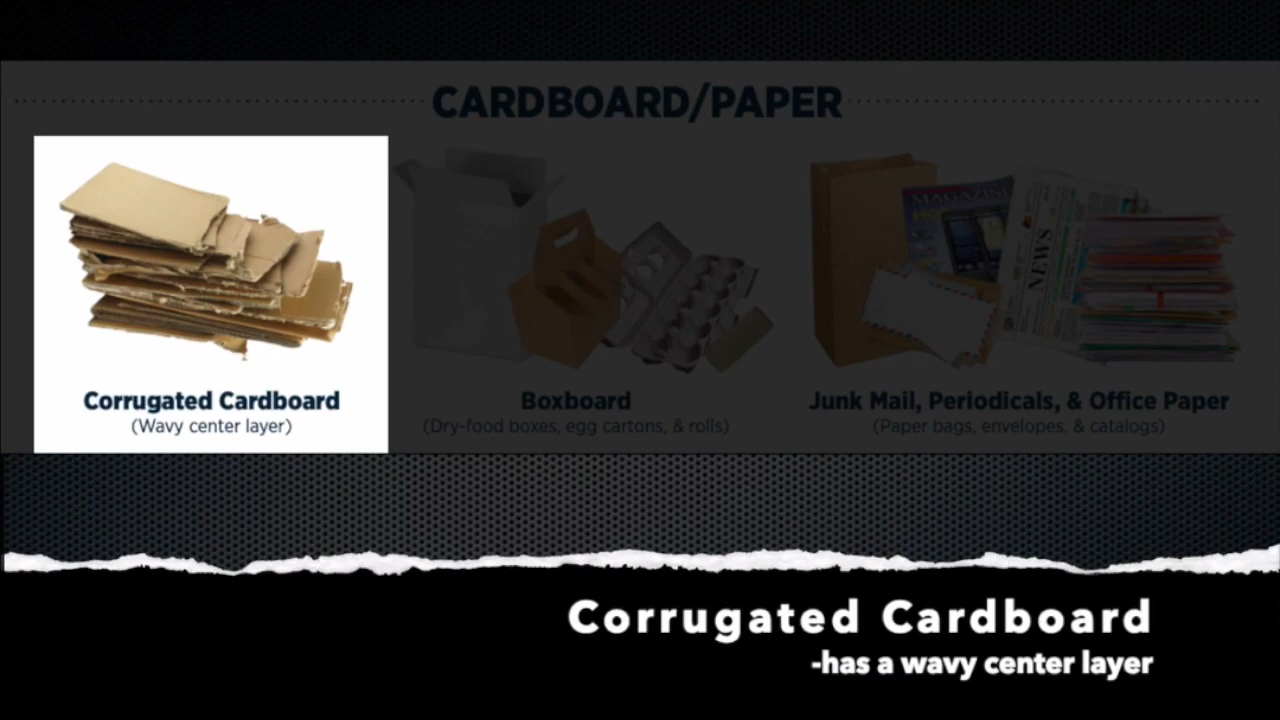 CARDBOARD/PAPER
MAGAZINE
NEWS
Corrugated Cardboard
(Wavy center layer)
Boxboard
(Dry-food boxes, egg cartons, & rolls)
Junk Mail, Periodicals, & Office Paper
(Paper bags, envelopes, & catalogs)
Corrugated Cardboard
-has a wavy center layer